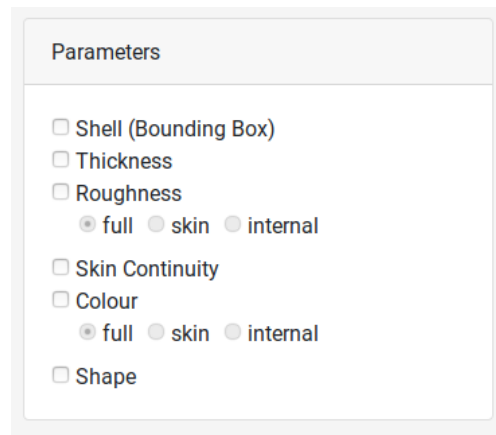 Parameters
Shell (Bounding Box)
Thickness
Roughness
full skin internal
Skin Continuity
Colour
full skin internal
Shape